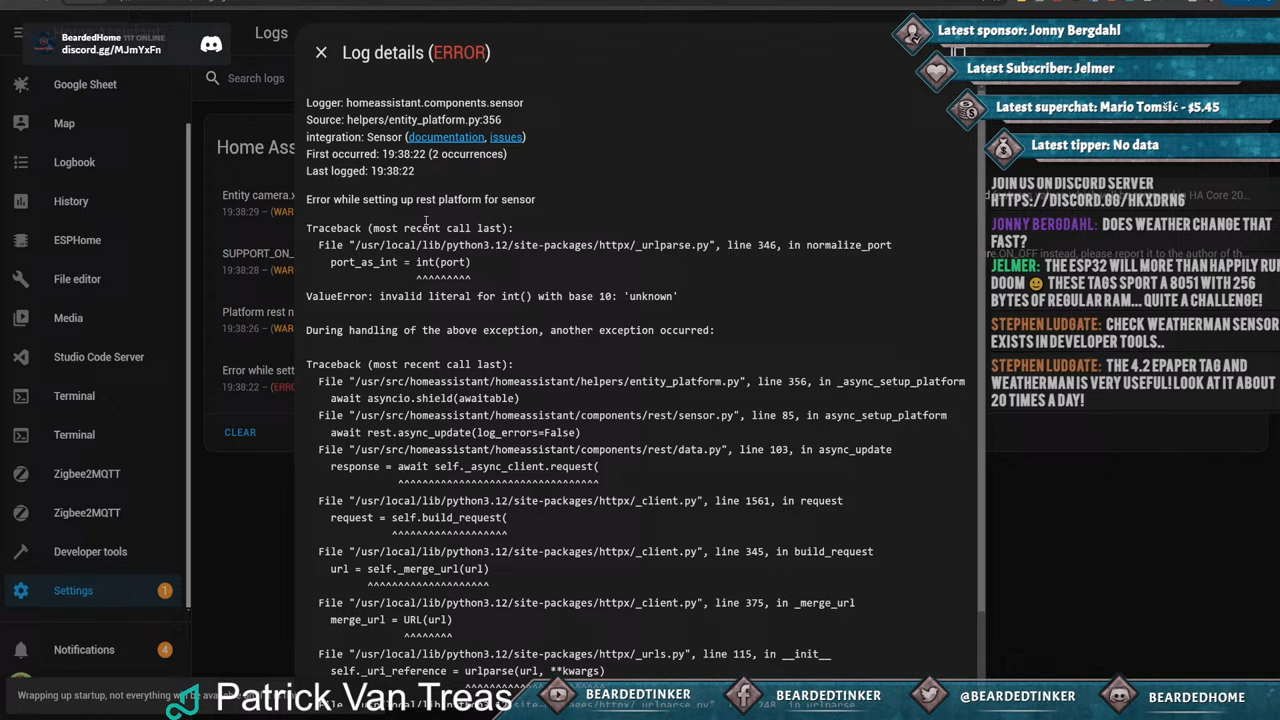 BeardedHome 117 ONLINE
discord.gg/MJmYxFn
Logs
Search logs
Google Sheet
Map
Logbook
History
ESPHome
File editor
Media
Studio Code Server
Terminal
Terminal
Zigbee2MQTT
Zigbee2MQTT
Developer tools
Settings 1
Notifications 4
Wrapping up startup, not everything will be
Home Ass
Entity camera.x
19:38:29 – (WAR
SUPPORT_ON_
19:38:28 – (WAR
Platform rest n
19:38:26 – (WAR
Error while sett
19:38:22 – (ERR
CLEAR
Log details (ERROR)
Logger: homeassistant.components.sensor
Source: helpers/entity_platform.py:356
integration: Sensor (documentation, issues)
First occurred: 19:38:22 (2 occurrences)
Last logged: 19:38:22
Error while setting up rest platform for sensor
Traceback (most recent call last):
File "/usr/local/lib/python3.12/site-packages/httpx/_urlparse.py", line 346, in normalize_port
port_as_int = int(port)
^^^^^^^^^
ValueError: invalid literal for int() with base 10: 'unknown'
During handling of the above exception, another exception occurred:
Traceback (most recent call last):
File "/usr/src/homeassistant/homeassistant/helpers/entity_platform.py", line 356, in _async_setup_platform
await asyncio.shield(awaitable)
File "/usr/src/homeassistant/homeassistant/components/rest/sensor.py", line 85, in async_setup_platform
await rest.async_update(log_errors=False)
File "/usr/src/homeassistant/homeassistant/components/rest/data.py", line 103, in async_update
response = await self._async_client.request(
^^^^^^^^^^^^^^^^^^^^^^^^^^^^^^^^^
File "/usr/local/lib/python3.12/site-packages/httpx/_client.py", line 1561, in request
request = self.build_request(
^^^^^^^^^^^^^^^^^^^
File "/usr/local/lib/python3.12/site-packages/httpx/_client.py", line 345, in build_request
url = self._merge_url(url)
^^^^^^^^^^^^^^^^^^^^
File "/usr/local/lib/python3.12/site-packages/httpx/_client.py", line 375, in _merge_url
merge_url = URL(url)
^^^^^^^^
File "/usr/local/lib/python3.12/site-packages/httpx/_urls.py", line 115, in __init__
self._uri_reference = urlparse(url, **kwargs)
Latest sponsor: Jonny Bergdahl
Latest Subscriber: Jelmer
Latest superchat: Mario Tomšić - $5.45
Latest tipper: No data
JOIN US ON DISCORD SERVER
HTTPS://DISCORD.GG/HKXDRNG
JONNY BERGDAHL: DOES WEATHER CHANGE THAT
FAST?
JELMER: THE ESP32 WILL MORE THAN HAPPILY RUN
DOOM 🙂 THESE TAGS SPORT A 8051 WITH 256
BYTES OF REGULAR RAM... QUITE A CHALLENGE!
STEPHEN LUDGATE: CHECK WEATHERMAN SENSOR
EXISTS IN DEVELOPER TOOLS..
STEPHEN LUDGATE: THE 4.2 EPAPER TAG AND
WEATHERMAN IS VERY USEFUL! LOOK AT IT ABOUT
20 TIMES A DAY!
Patrick Van Treas
BEARDEDTINKER
BEARDEDTINKER
@BEARDEDTINKER
BEARDEDHOME